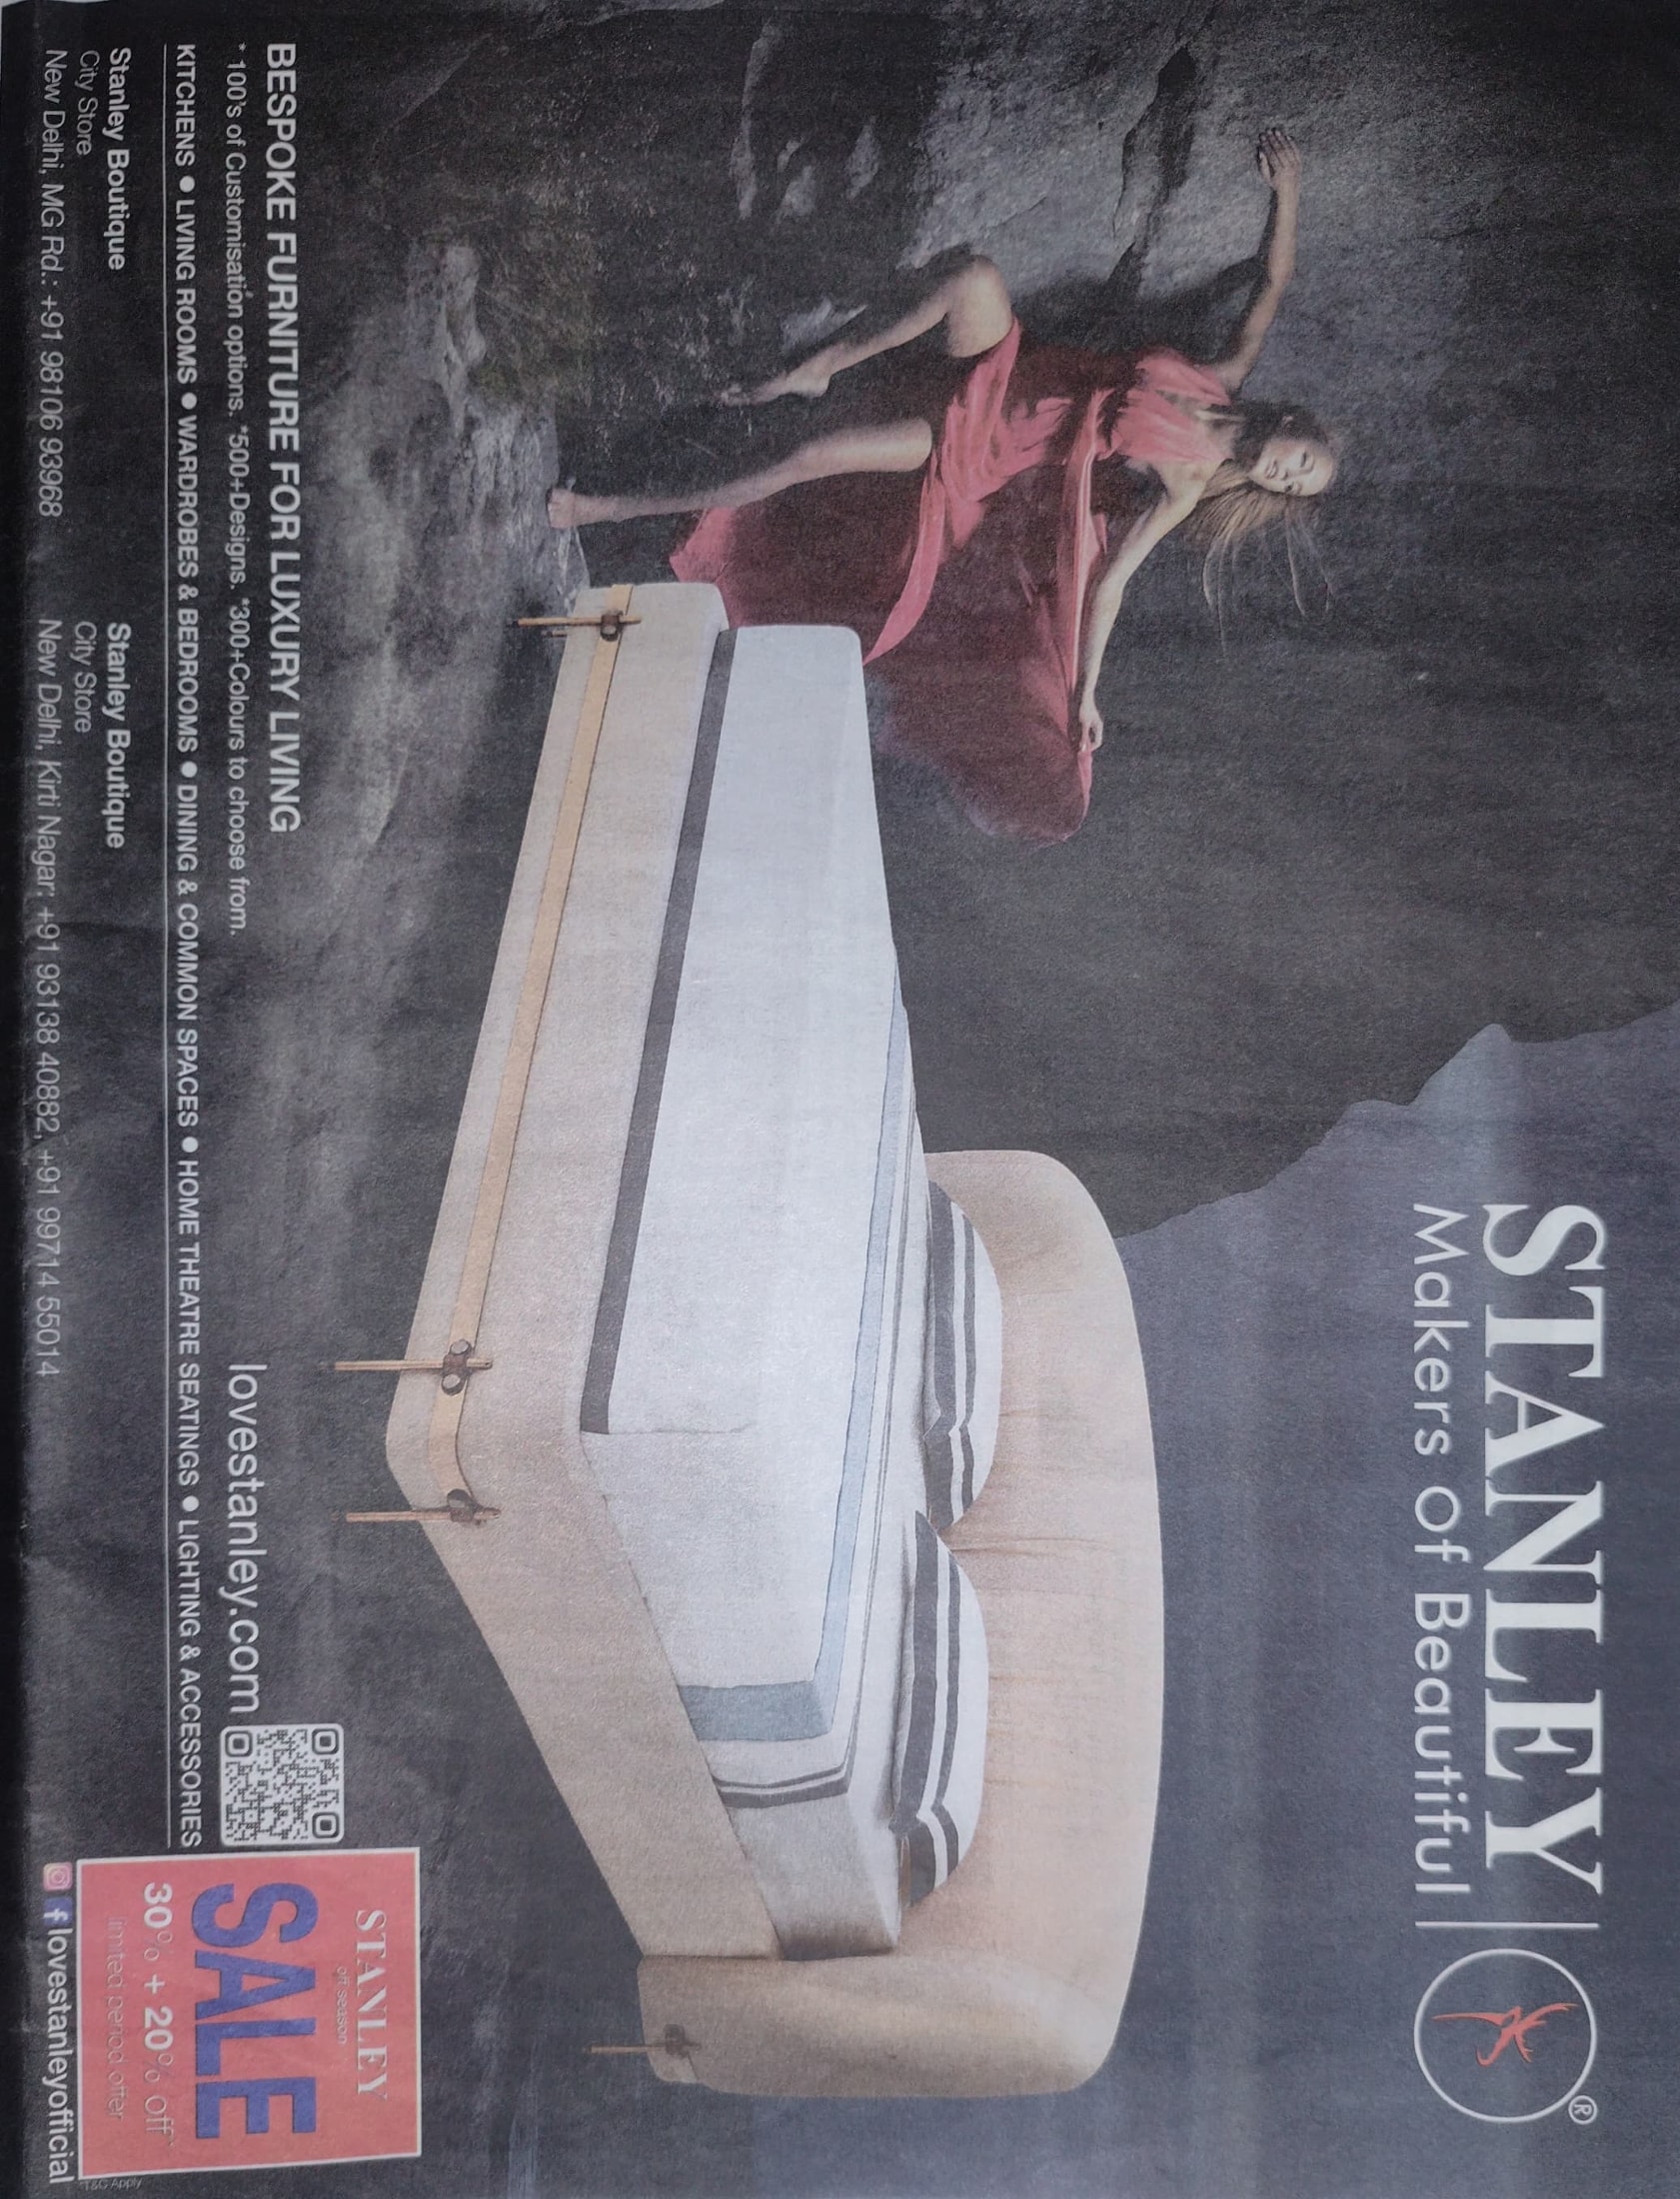 STANLEY
Makers Of Beautiful
®
BESPOKE FURNITURE FOR LUXURY LIVING
* 100's of Customisation options. *500+Designs. *300+Colours to choose from.
lovestanley.com
KITCHENS ● LIVING ROOMS ● WARDROBES & BEDROOMS ● DINING & COMMON SPACES ● HOME THEATRE SEATINGS ● LIGHTING & ACCESSORIES
STANLEY
off season
SALE
30% + 20% off**
limited period offer
T&C Apply
Stanley Boutique
City Store
New Delhi, MG Rd.: +91 98106 93968
Stanley Boutique
City Store
New Delhi, Kirti Nagar: +91 93138 40882, +91 99714 55014
lovestanleyofficial